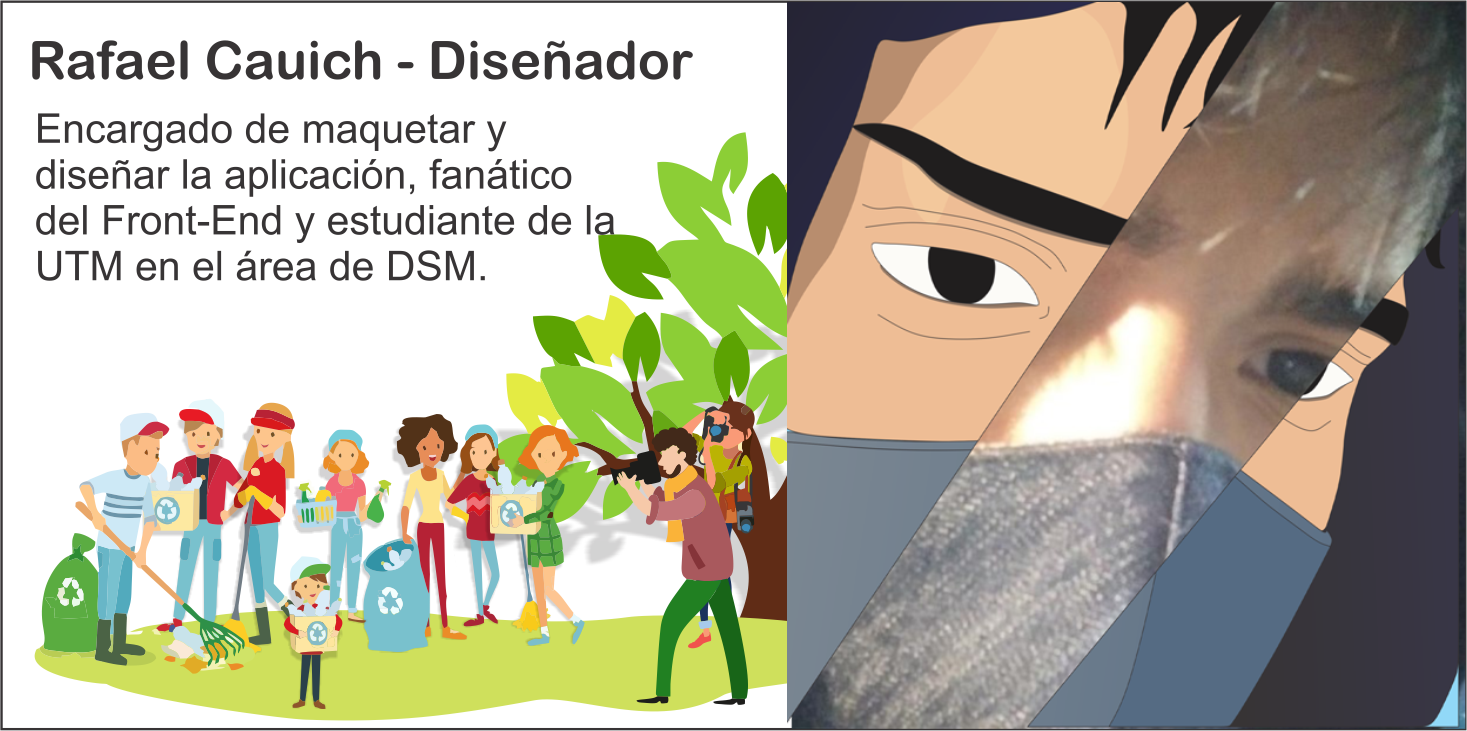 Rafael Cauich - Diseñador
Encargado de maquetar y
diseñar la aplicación, fanático
del Front-End y estudiante de la
UTM en el área de DSM.